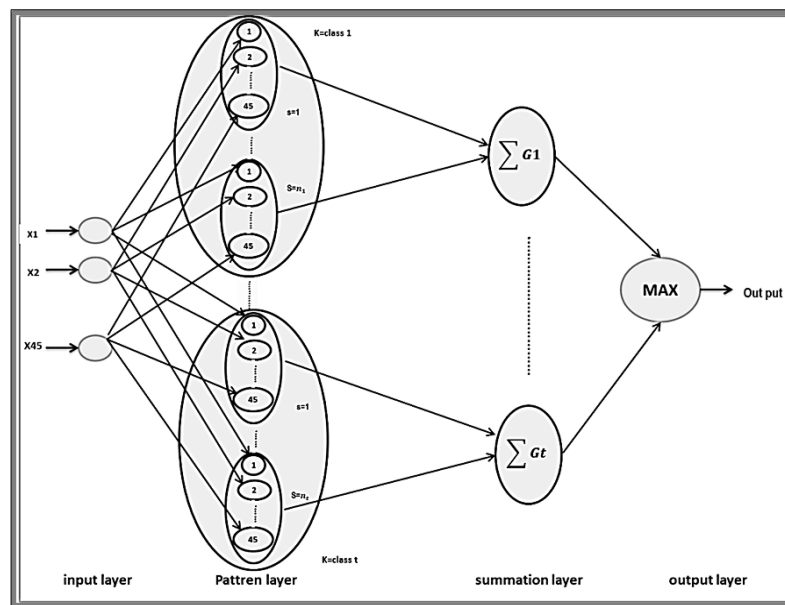 K=class 1
1
2
45
s=1
1
S=n₁
2
45
∑ G1
X1
X2
X45
MAX
Out put
1
2
45
s=1
1
2
S=nₜ
45
∑ Gt
K=class t
input layer
Pattren layer
summation layer
output layer